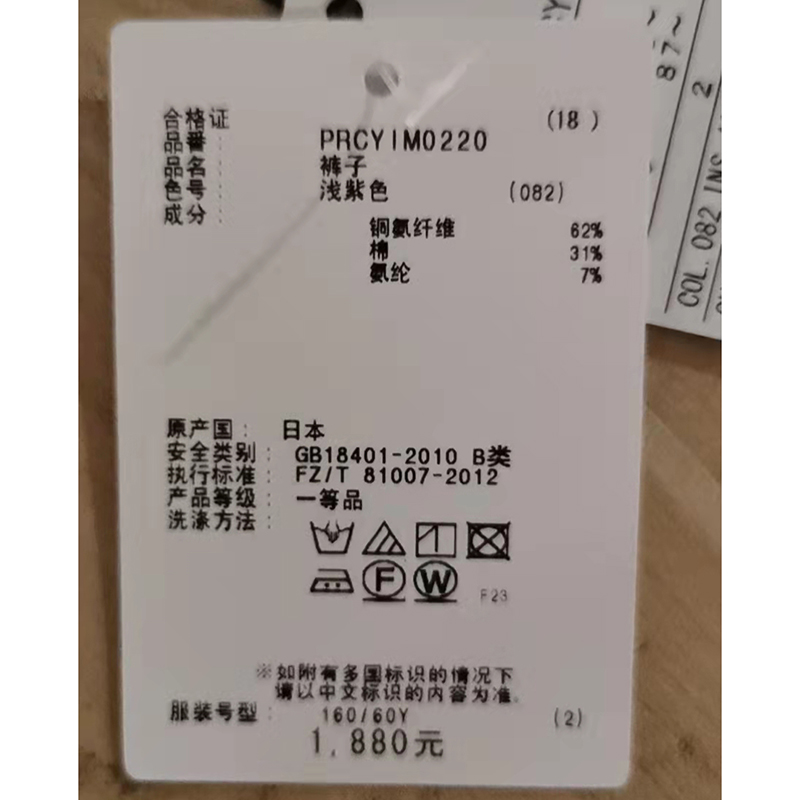 合格证 (18 )
品番： PRCYIM0220
品名： 裤子
色号： 浅紫色 (082)
成分：
铜氨纤维 62%
棉 31%
氨纶 7%
原产国： 日本
安全类别： GB18401-2010 B类
执行标准： FZ/T 81007-2012
产品等级： 一等品
洗涤方法：
F W F23
※如附有多国标识的情况下
请以中文标识的内容为准。
服装号型： 160/60Y (2)
1,880元
87~
2
COL. 082 INS